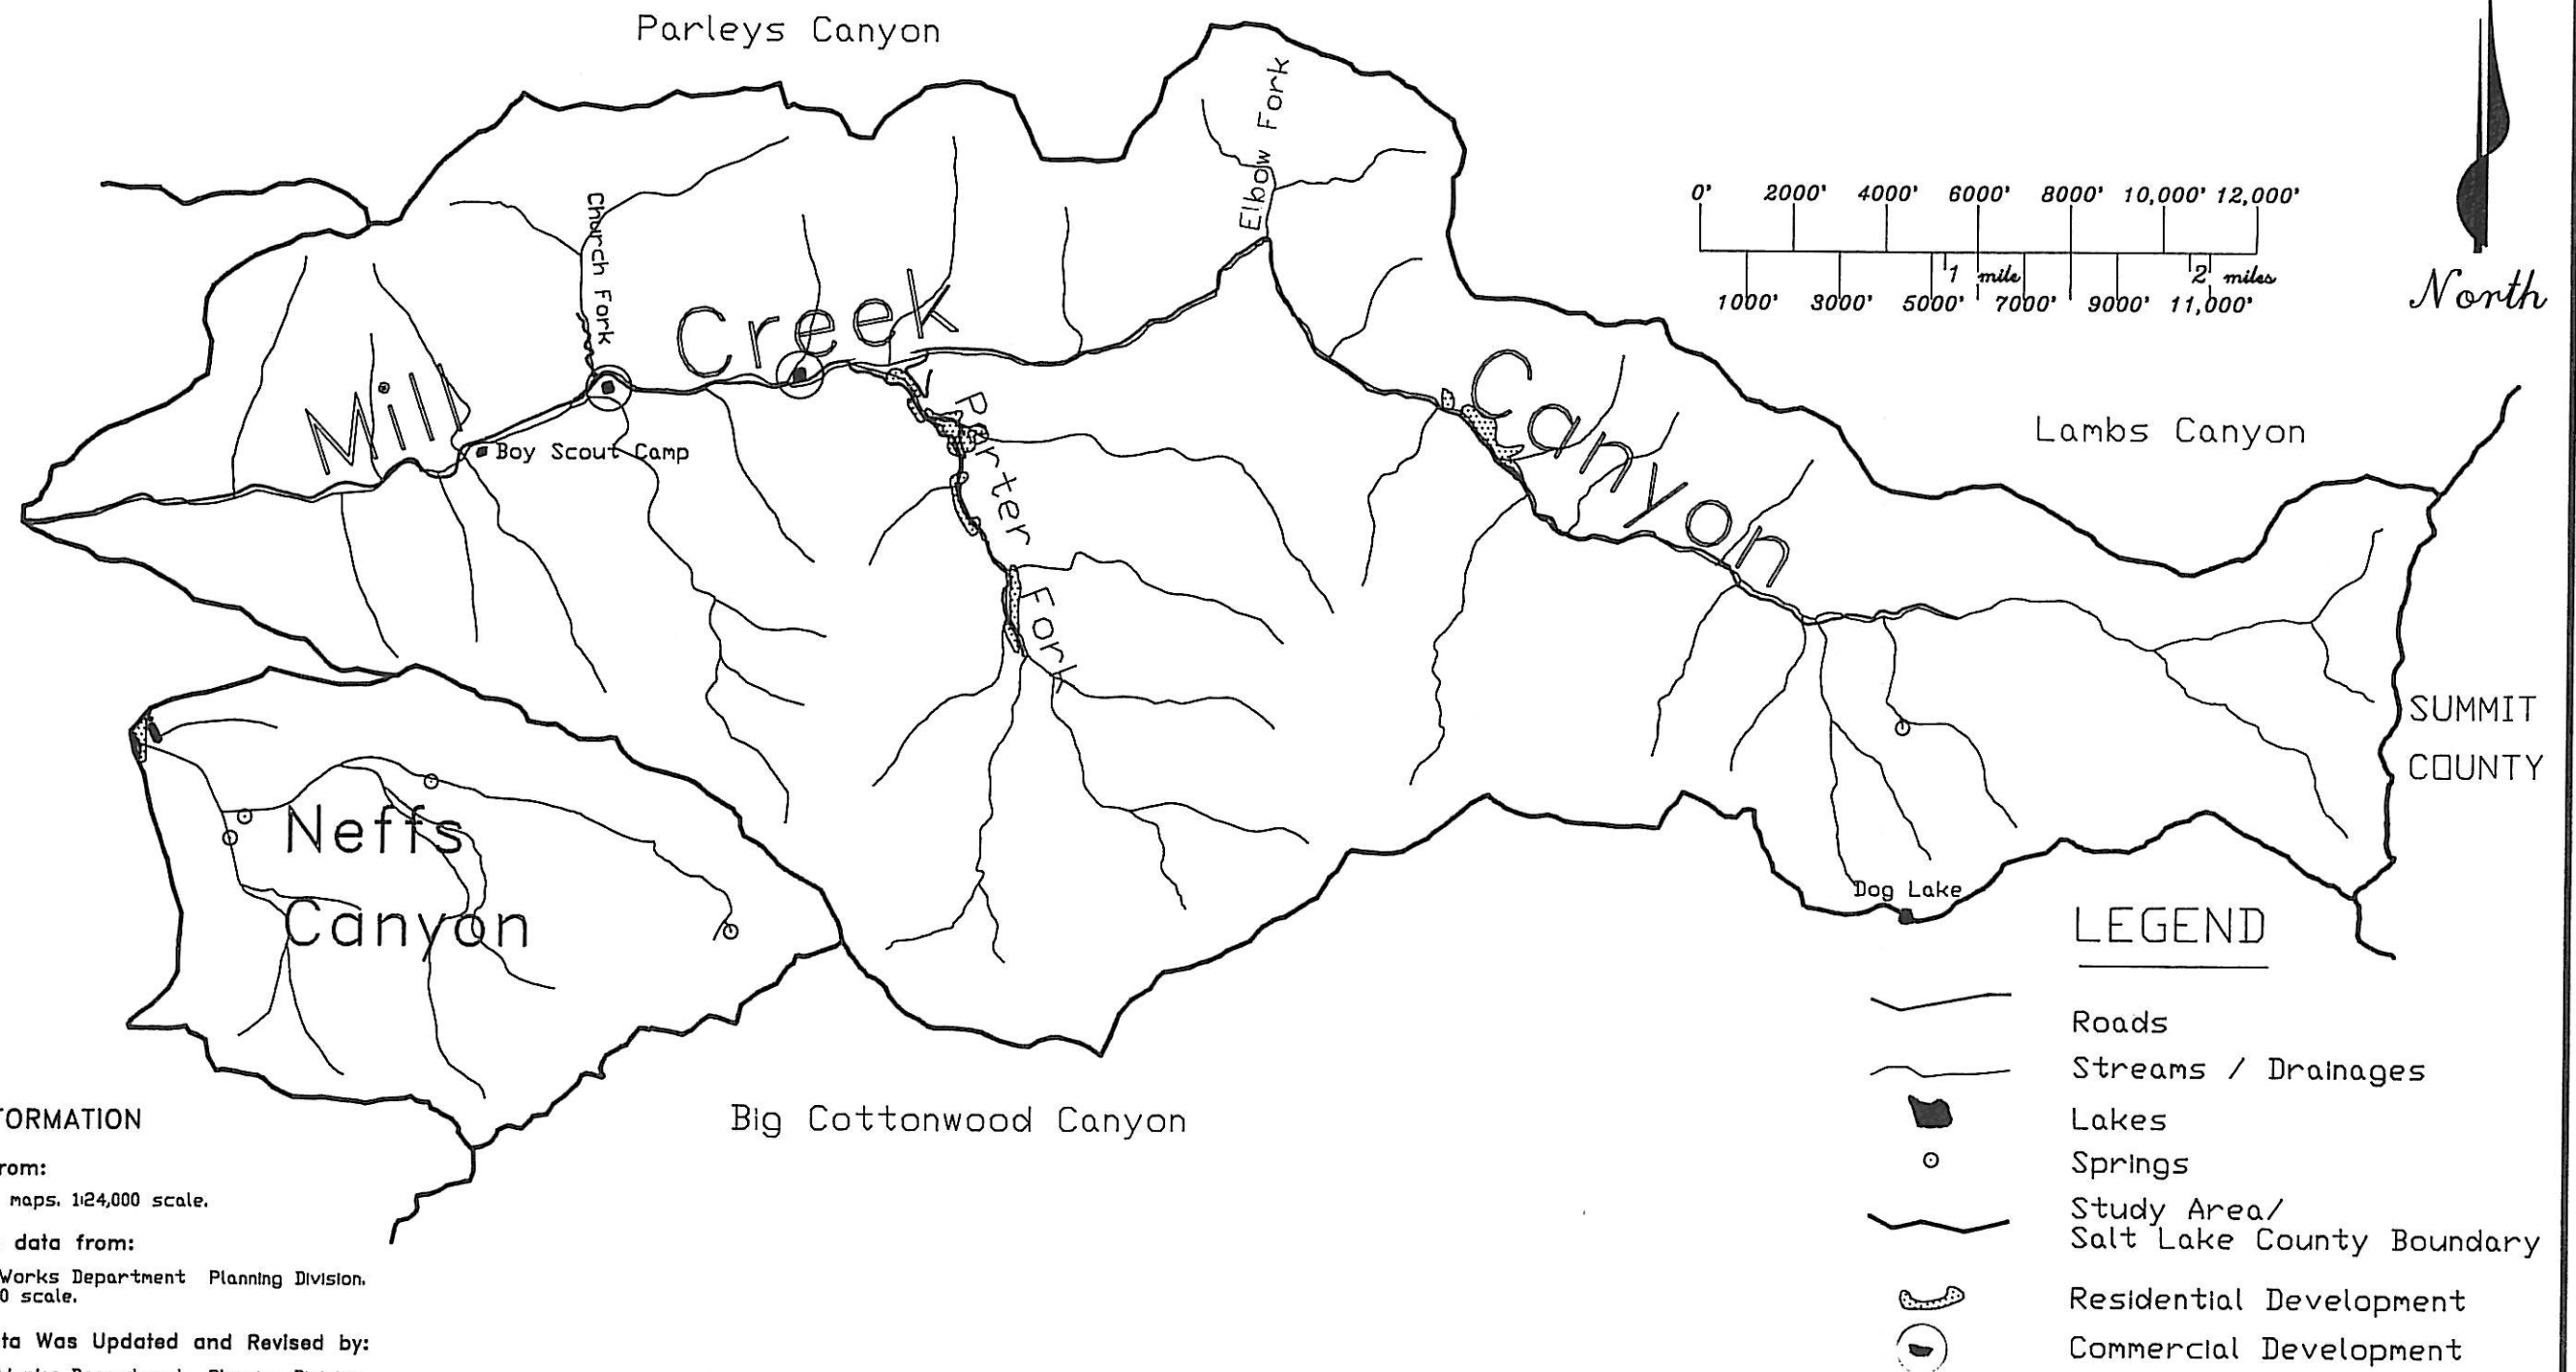 Parleys Canyon
Elbow Fork
Church Fork
0' 2000' 4000' 6000' 8000' 10,000' 12,000'
1 mile 2 miles
1000' 3000' 5000' 7000' 9000' 11,000'
North
Mill Creek Canyon
Boy Scout Camp
Porter Fork
Lambs Canyon
SUMMIT
COUNTY
Neffs
Canyon
Dog Lake
Big Cottonwood Canyon
LEGEND
Roads
Streams / Drainages
Lakes
Springs
Study Area/
Salt Lake County Boundary
Residential Development
Commercial Development
FORMATION
rom:
maps. 1:24,000 scale.
data from:
Works Department Planning Division.
0 scale.
ta Was Updated and Revised by: